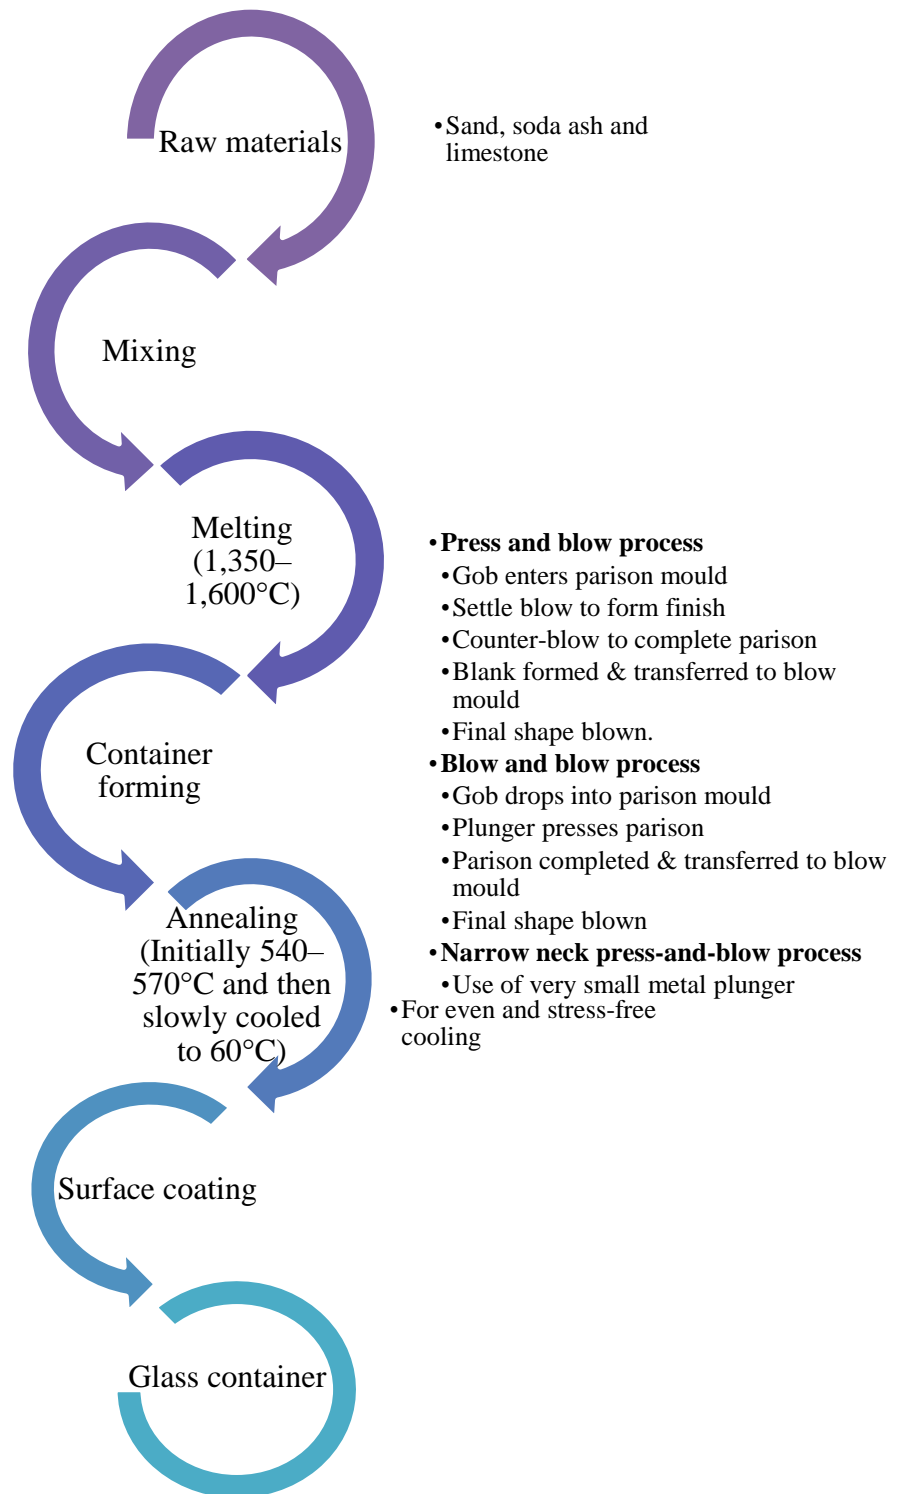 Raw materials
•Sand, soda ash and
limestone
Mixing
Melting
(1,350–
1,600°C)
•Press and blow process
•Gob enters parison mould
•Settle blow to form finish
•Counter-blow to complete parison
•Blank formed & transferred to blow
mould
•Final shape blown.
•Blow and blow process
•Gob drops into parison mould
•Plunger presses parison
•Parison completed & transferred to blow
mould
•Final shape blown
•Narrow neck press-and-blow process
•Use of very small metal plunger
Container
forming
Annealing
(Initially 540–
570°C and then
slowly cooled
to 60°C)
•For even and stress-free
cooling
Surface coating
Glass container